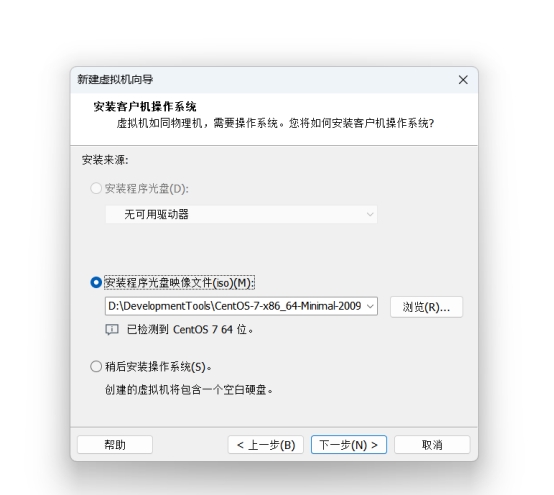 新建虚拟机向导
安装客户机操作系统
虚拟机如同物理机，需要操作系统。您将如何安装客户机操作系统?
安装来源:
安装程序光盘(D):
无可用驱动器
安装程序光盘映像文件(iso)(M):
D:\DevelopmentTools\CentOS-7-x86_64-Minimal-2009
浏览(R)...
已检测到 CentOS 7 64 位。
稍后安装操作系统(S)。
创建的虚拟机将包含一个空白硬盘。
帮助 < 上一步(B) 下一步(N) > 取消